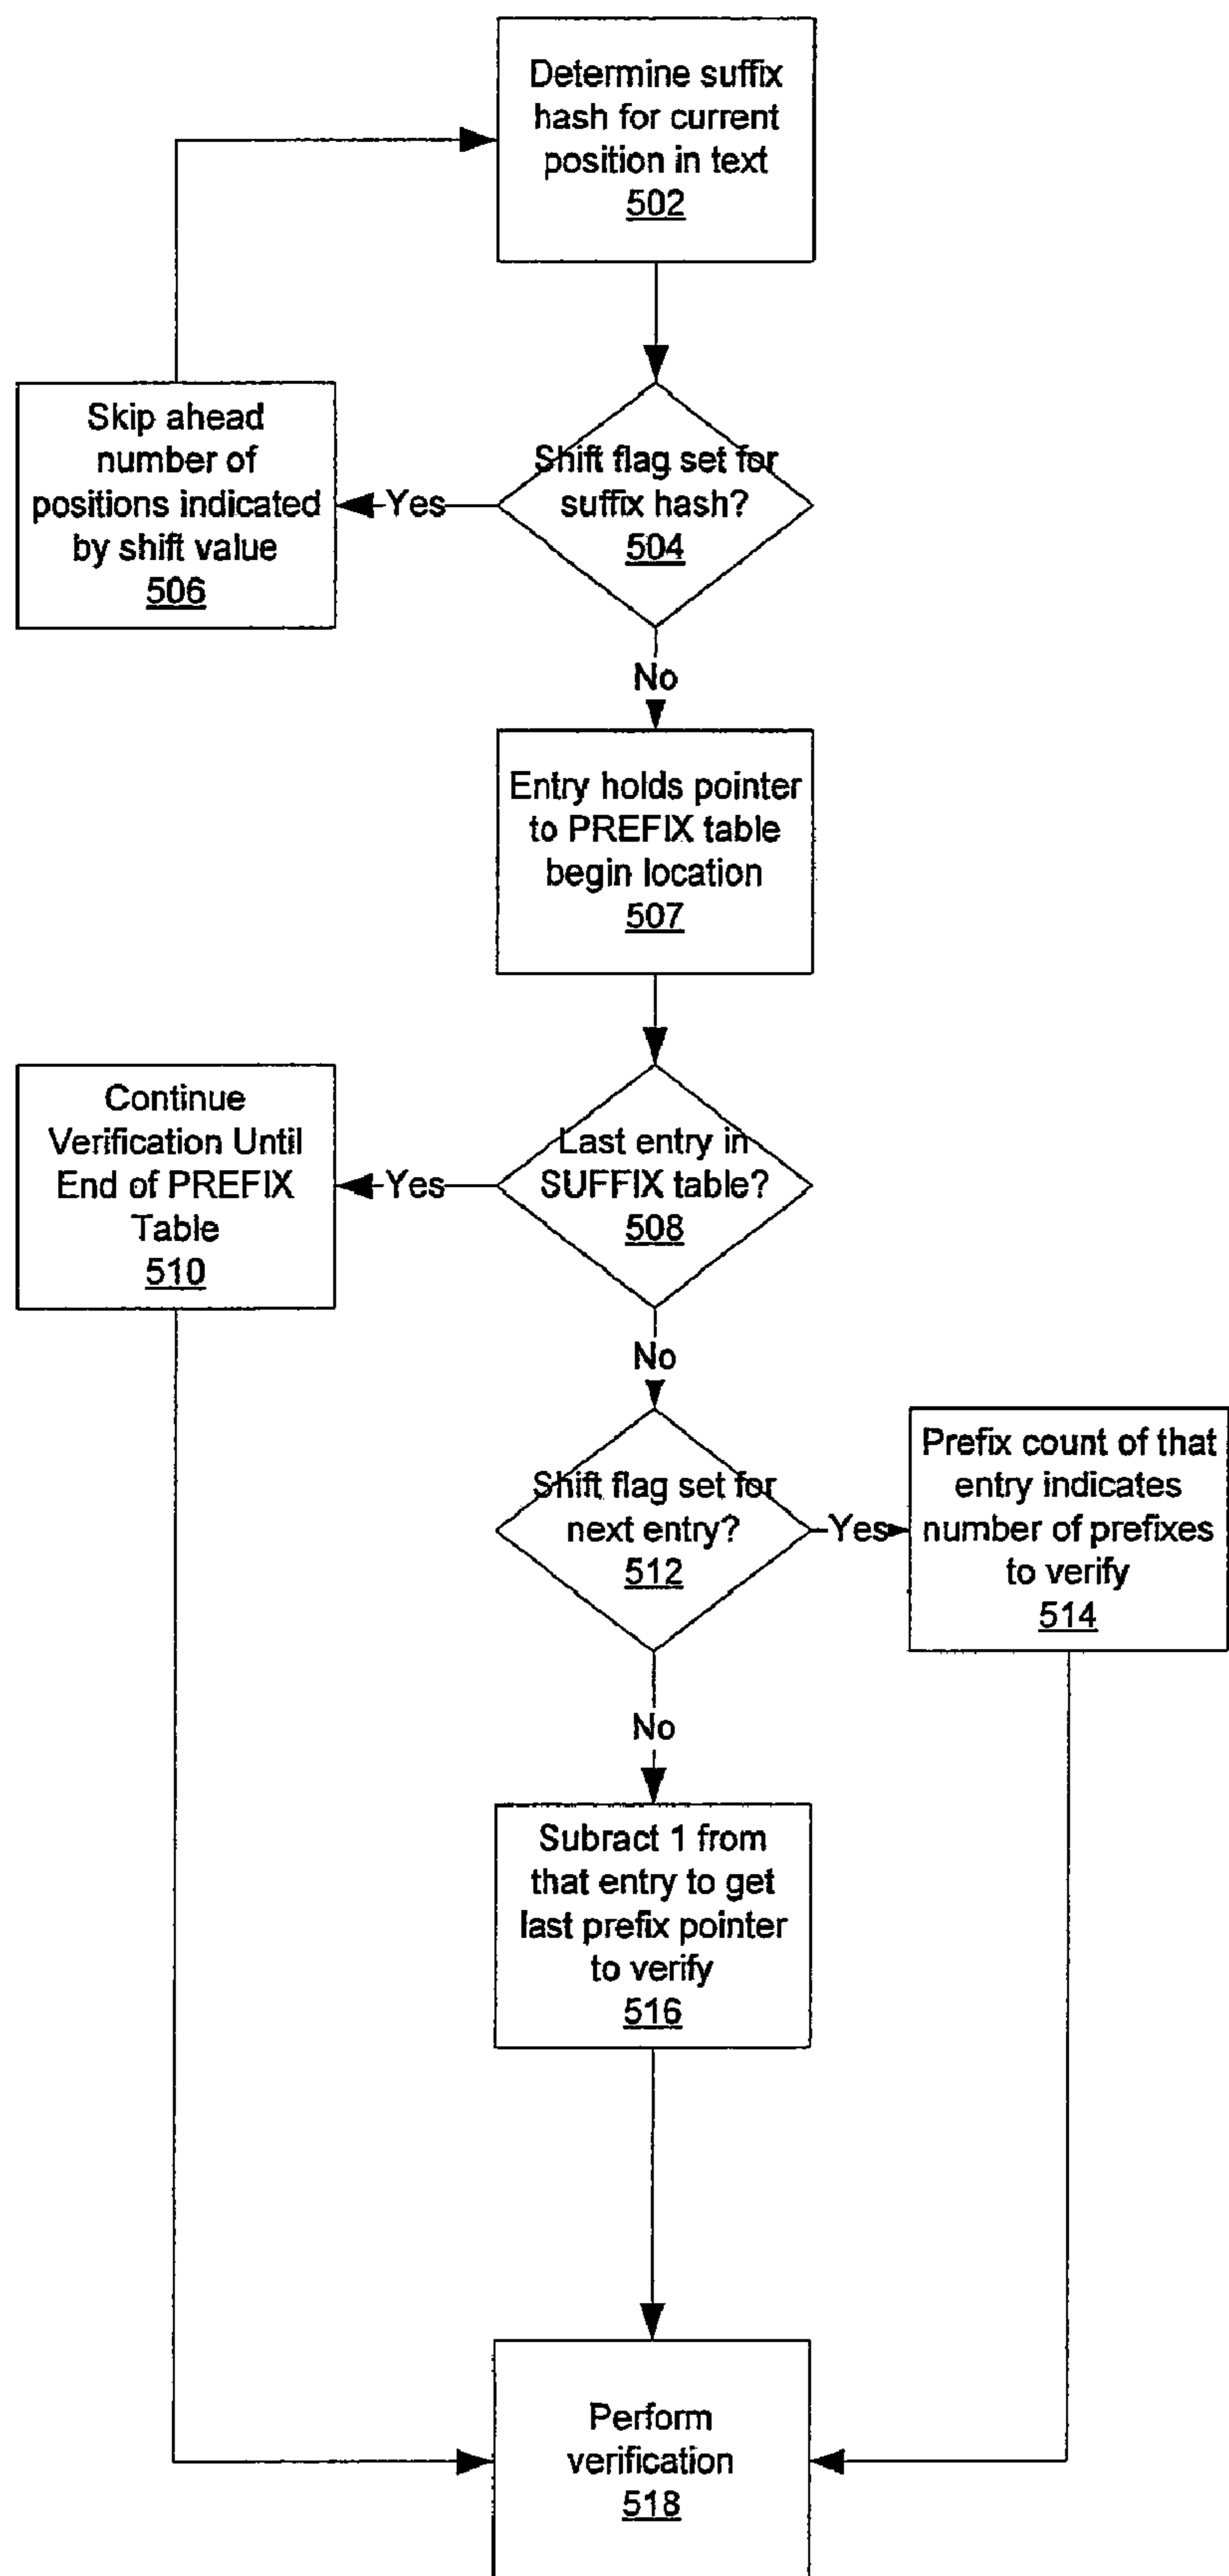 Determine suffix
hash for current
position in text
502
Skip ahead
number of
positions indicated
by shift value
506
Yes
Shift flag set for
suffix hash?
504
No
Entry holds pointer
to PREFIX table
begin location
507
Continue
Verification Until
End of PREFIX
Table
510
Yes
Last entry in
SUFFIX table?
508
No
Shift flag set for
next entry?
512
Yes
Prefix count of that
entry indicates
number of prefixes
to verify
514
No
Subract 1 from
that entry to get
last prefix pointer
to verify
516
Perform
verification
518